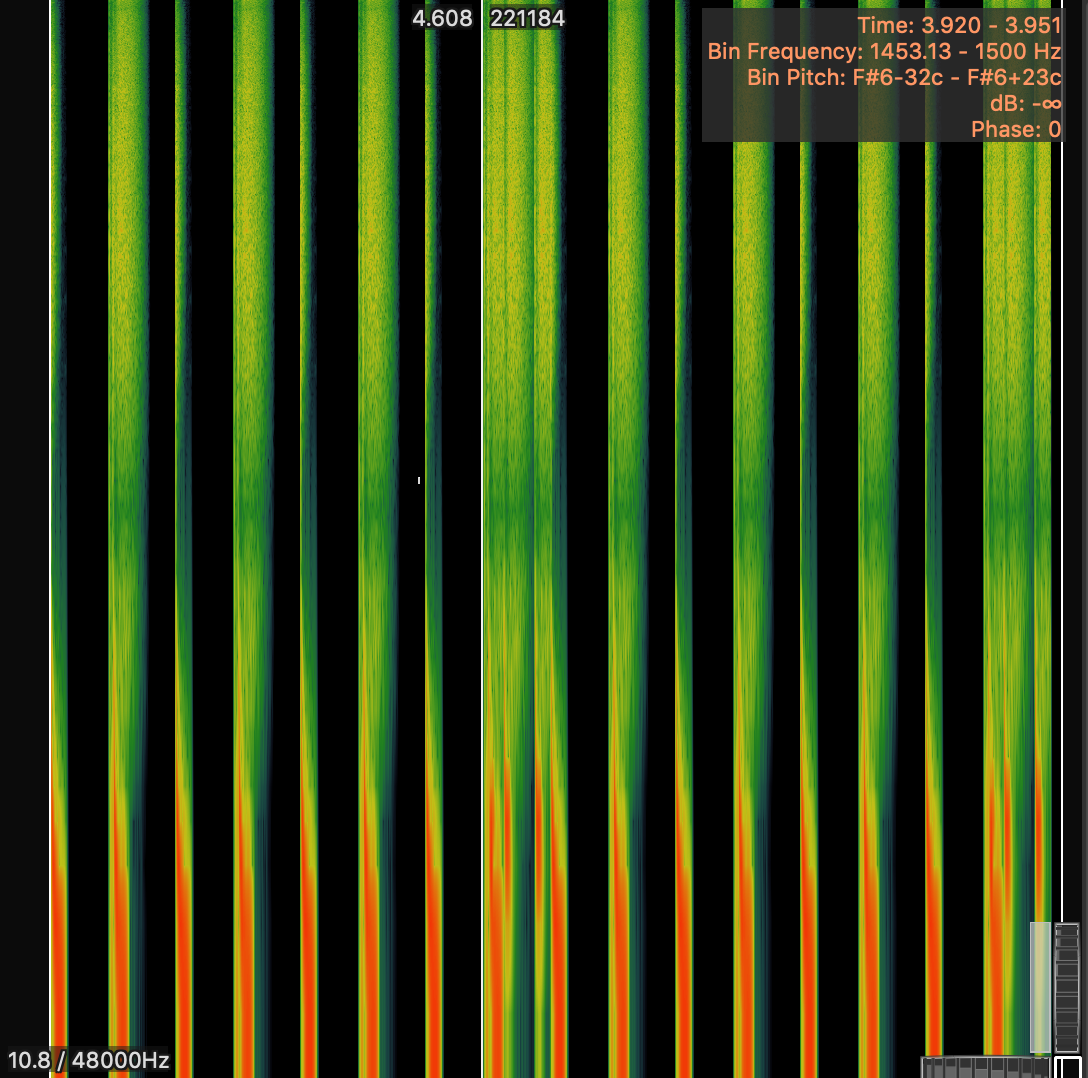 4.608 221184
Time: 3.920 - 3.951
Bin Frequency: 1453.13 - 1500 Hz
Bin Pitch: F#6-32c - F#6+23c
dB: -∞
Phase: 0
10.8 / 48000Hz